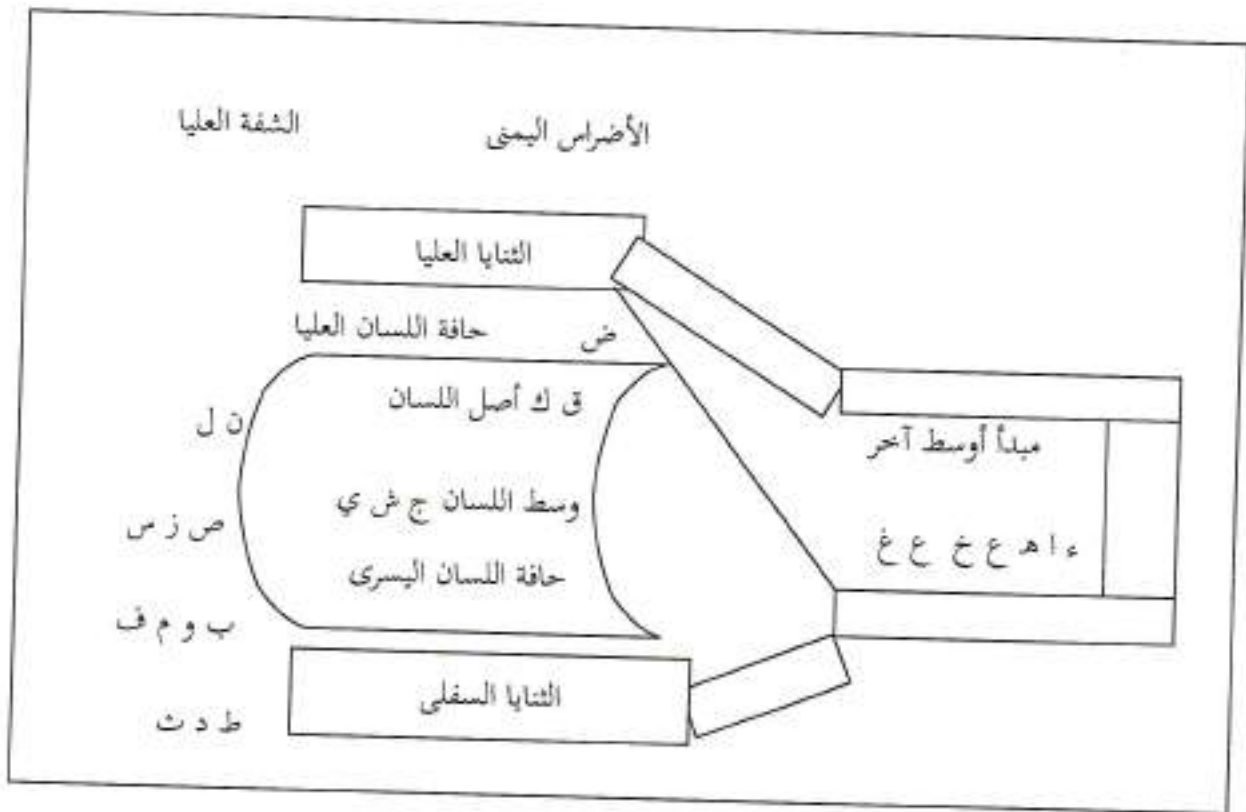 الأضراس اليمنى
الشفة العليا
الثنايا العليا
ض
حافة اللسان العليا
ق ك أصل اللسان
ن ل
مبدأ أوسط آخر
وسط اللسان ج ش ي
ص ز س
ء ا هـ ع خ ع غ
حافة اللسان اليسرى
ب و م ف
الثنايا السفلى
ط د ث